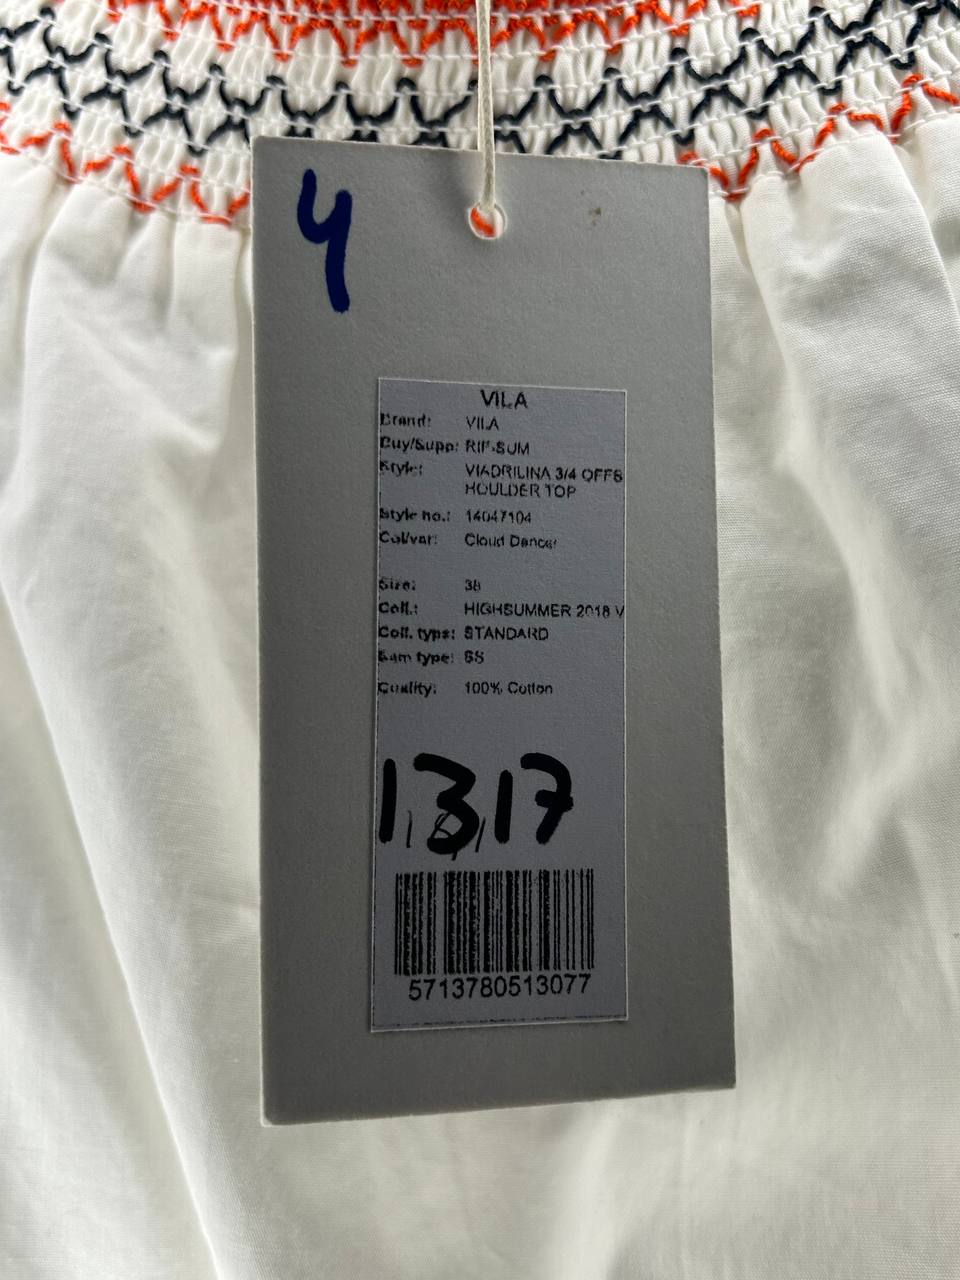 4
VILA
Brand: VILA
Buy/Supp: RIF-SUM
Style: VIADRILINA 3/4 OFFS
HOULDER TOP
Style no.: 14047104
Col/var: Cloud Dancer
Size: 38
Coll.: HIGHSUMMER 2018 V
Coll. type: STANDARD
Sam type: SS
Quality: 100% Cotton
1317
5713780513077